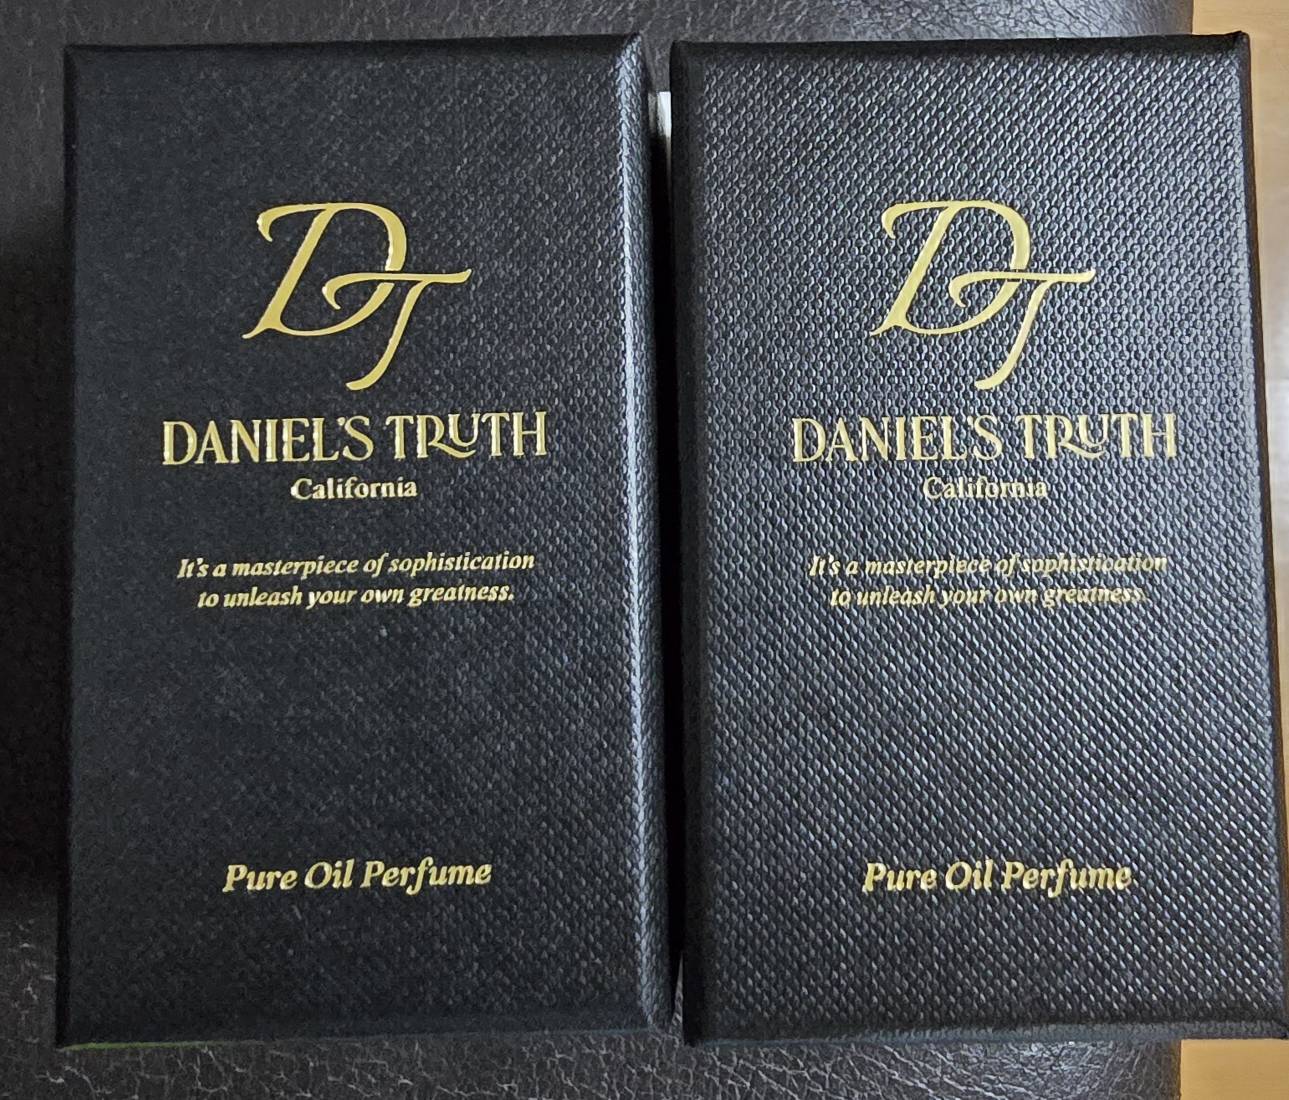 DT
DANIEL'S TRUTH
California
It's a masterpiece of sophistication
to unleash your own greatness.
Pure Oil Perfume
DT
DANIEL'S TRUTH
California
It's a masterpiece of sophistication
to unleash your own greatness.
Pure Oil Perfume